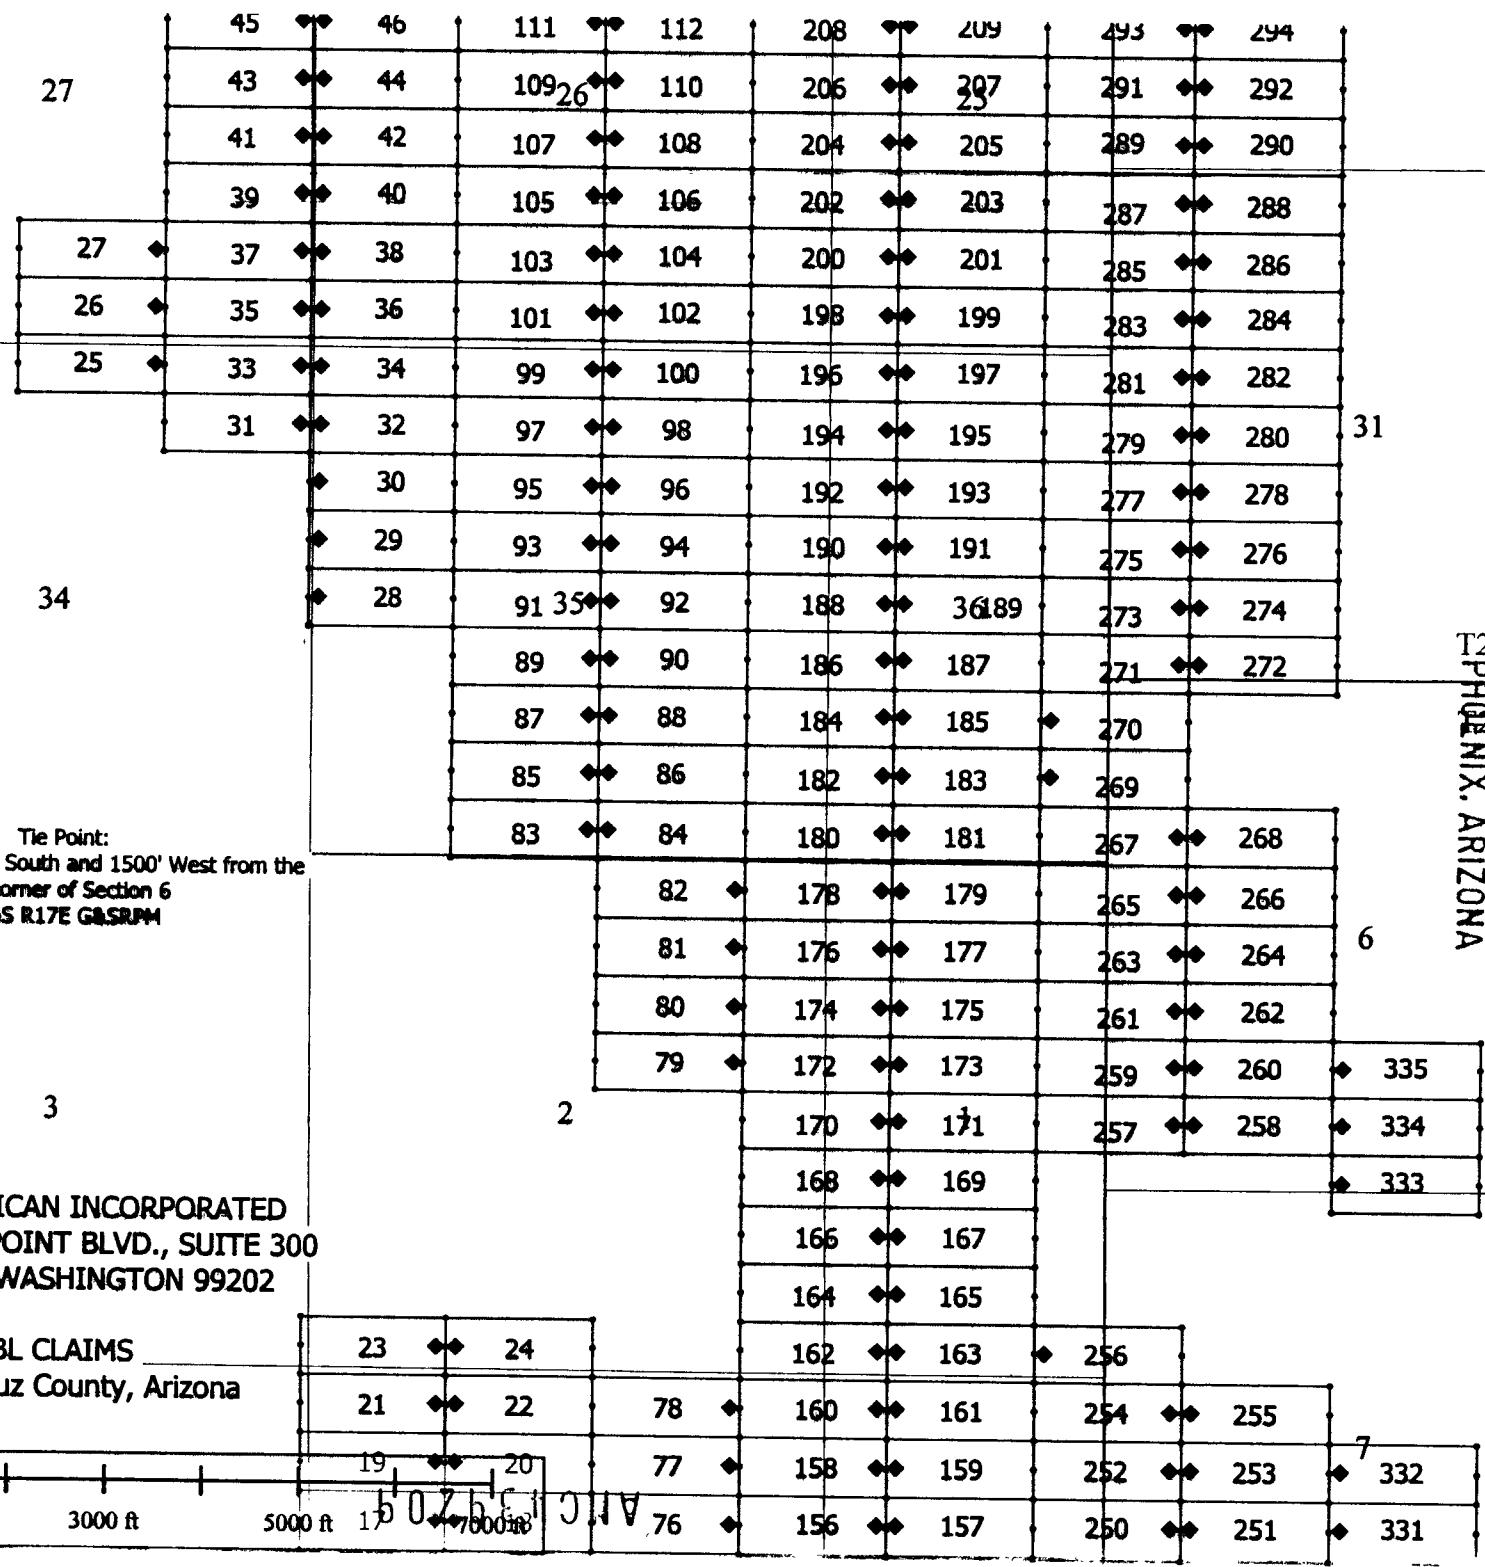 45 46 111 112 208 209 293 294
27 43 44 109 26 110 206 207 25 291 292
41 42 107 108 204 205 289 290
39 40 105 106 202 203 287 288
27 37 38 103 104 200 201 285 286
26 35 36 101 102 198 199 283 284
25 33 34 99 100 196 197 281 282
31 32 97 98 194 195 279 280 31
30 95 96 192 193 277 278
29 93 94 190 191 275 276
34 28 91 35 92 188 36 189 273 274
89 90 186 187 271 272
87 88 184 185 270
85 86 182 183 269
83 84 180 181 267 268
PHOENIX, ARIZONA
Tie Point:
South and 1500' West from the
orner of Section 6
S R17E G&SRPM
82 178 179 265 266
81 176 177 263 264 6
80 174 175 261 262
79 172 173 259 260 335
3 2 170 171 1 257 258 334
168 169 333
166 167
164 165
ICAN INCORPORATED
POINT BLVD., SUITE 300
WASHINGTON 99202
23 24 162 163 256
BL CLAIMS
uz County, Arizona
21 22 78 160 161 254 255
19 20 77 158 159 252 253 7 332
17 18 76 156 157 250 251 331
3000 ft 5000 ft 7000 ft